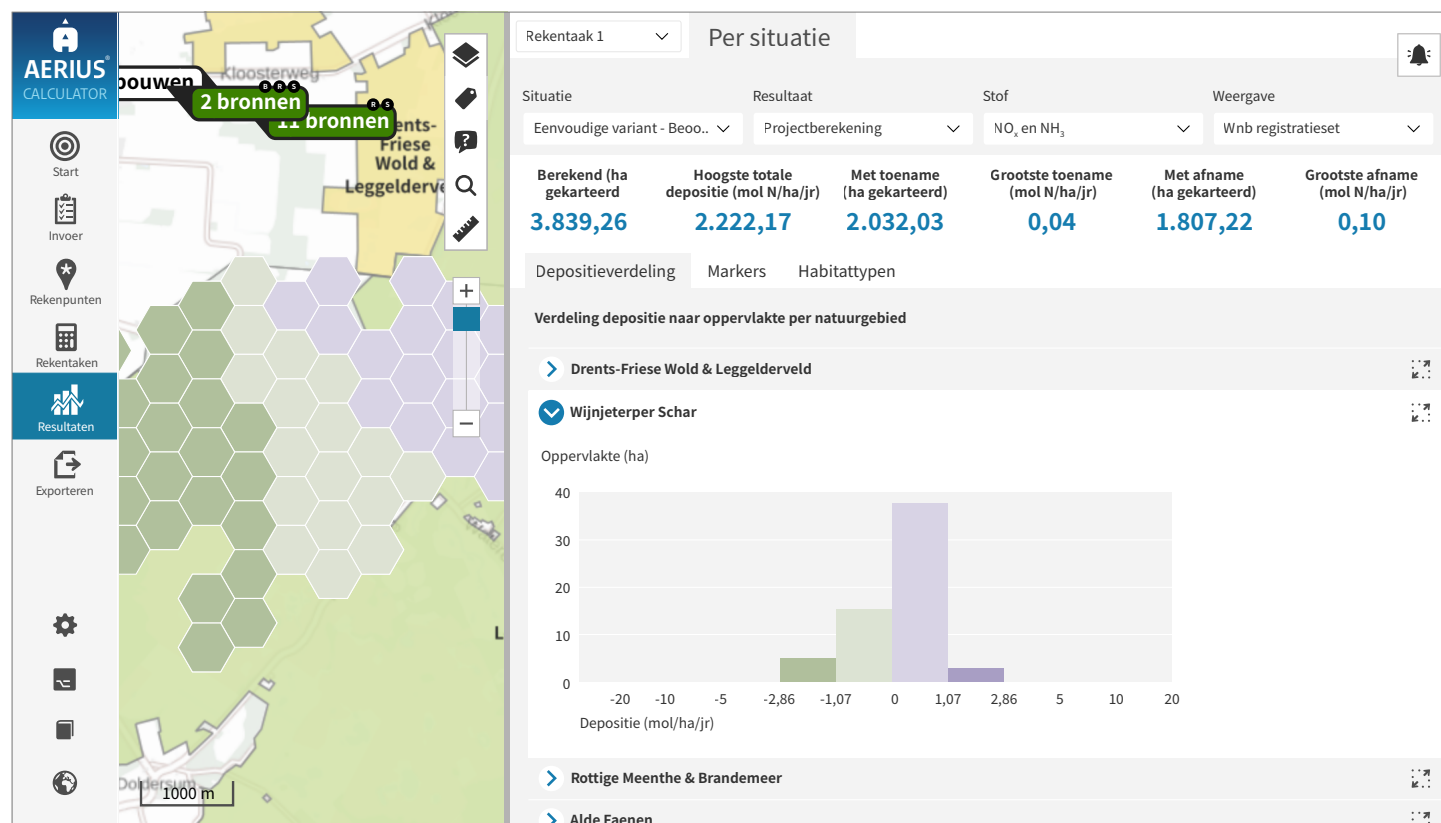 AERIUS®
CALCULATOR
Start
Invoer
Rekenpunten
Rekentaken
Resultaten
Exporteren
Kloosterweg
bouwen
B R S
2 bronnen
R S
11 bronnen
ents-
Friese
Wold &
Leggelderve
+
−
L
Doldersum
1000 m
Rekentaak 1
Per situatie
Situatie
Resultaat
Stof
Weergave
Eenvoudige variant - Beoo..
Projectberekening
NOₓ en NH₃
Wnb registratieset
Berekend (ha
gekarteerd
3.839,26
Hoogste totale
depositie (mol N/ha/jr)
2.222,17
Met toename
(ha gekarteerd)
2.032,03
Grootste toename
(mol N/ha/jr)
0,04
Met afname
(ha gekarteerd)
1.807,22
Grootste afname
(mol N/ha/jr)
0,10
Depositieverdeling
Markers
Habitattypen
Verdeling depositie naar oppervlakte per natuurgebied
Drents-Friese Wold & Leggelderveld
Wijnjeterper Schar
Oppervlakte (ha)
40
30
20
10
0
-20 -10 -5 -2,86 -1,07 0 1,07 2,86 5 10 20
Depositie (mol/ha/jr)
Rottige Meenthe & Brandemeer
Alde Faenen